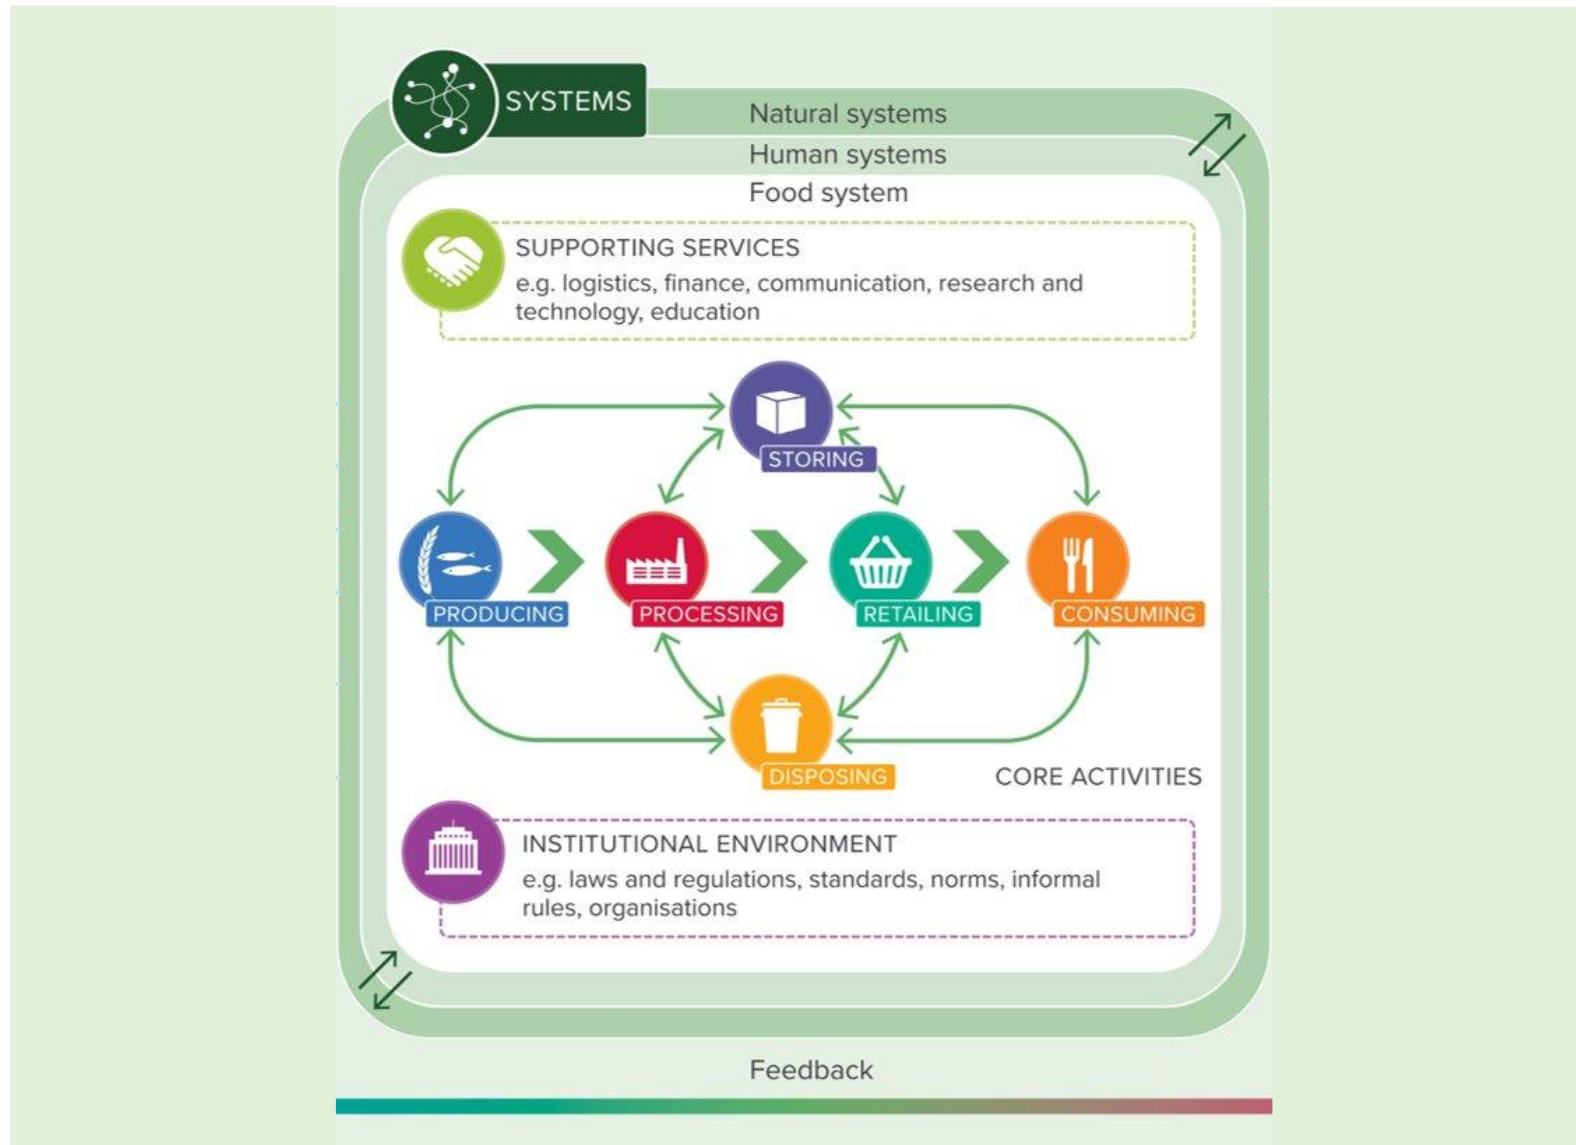 SYSTEMS
Natural systems
Human systems
Food system
SUPPORTING SERVICES
e.g. logistics, finance, communication, research and
technology, education
STORING
PRODUCING
PROCESSING
RETAILING
CONSUMING
DISPOSING
CORE ACTIVITIES
INSTITUTIONAL ENVIRONMENT
e.g. laws and regulations, standards, norms, informal
rules, organisations
Feedback